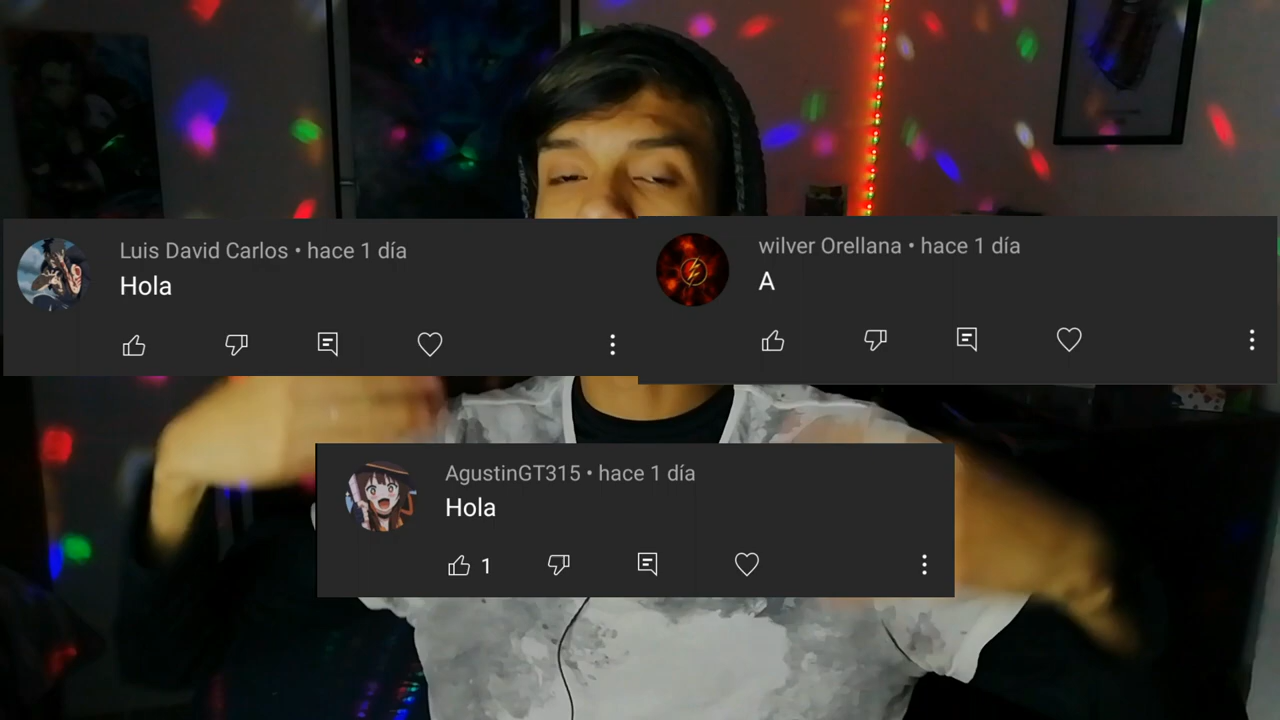 Luis David Carlos • hace 1 día
Hola
wilver Orellana • hace 1 día
A
AgustinGT315 • hace 1 día
Hola
1